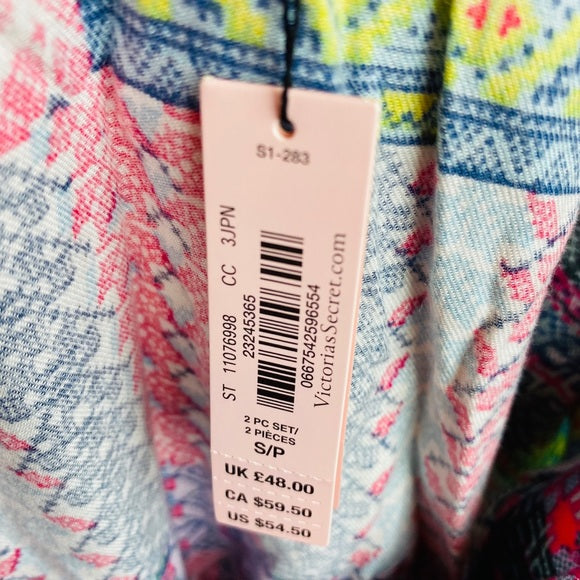 S1-283
ST 11076998 CC 3JPN
23245365
0667542596554
VictoriasSecret.com
2 PC SET/
2 PIÈCES
S/P
UK £48.00
CA $59.50
US $54.50